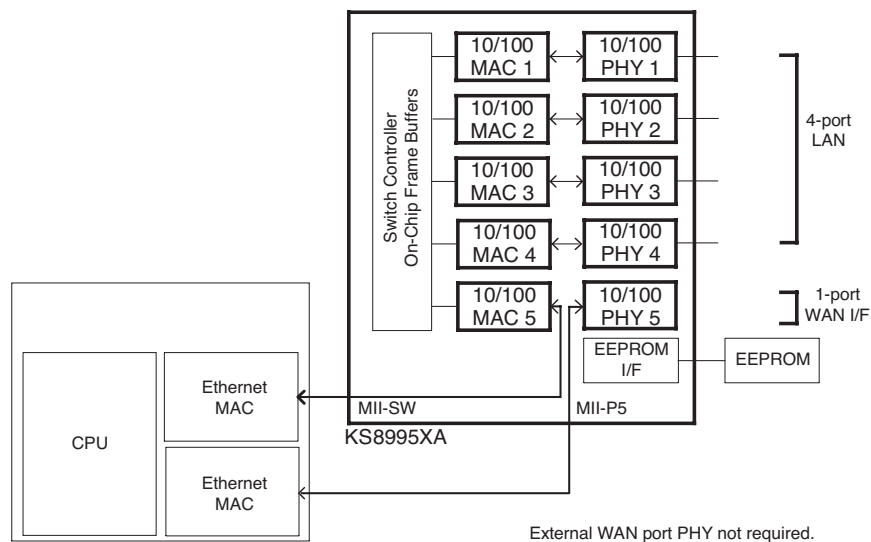 10/100
MAC 1
10/100
PHY 1
10/100
MAC 2
10/100
PHY 2
10/100
MAC 3
10/100
PHY 3
10/100
MAC 4
10/100
PHY 4
10/100
MAC 5
10/100
PHY 5
Switch Controller
On-Chip Frame Buffers
4-port
LAN
1-port
WAN I/F
EEPROM
I/F
EEPROM
MII-SW
MII-P5
KS8995XA
CPU
Ethernet
MAC
Ethernet
MAC
External WAN port PHY not required.